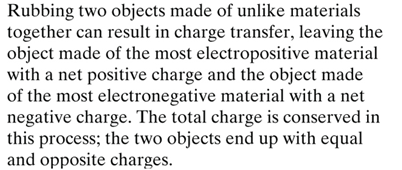 Rubbing two objects made of unlike materials
together can result in charge transfer, leaving the
object made of the most electropositive material
with a net positive charge and the object made
of the most electronegative material with a net
negative charge. The total charge is conserved in
this process; the two objects end up with equal
and opposite charges.